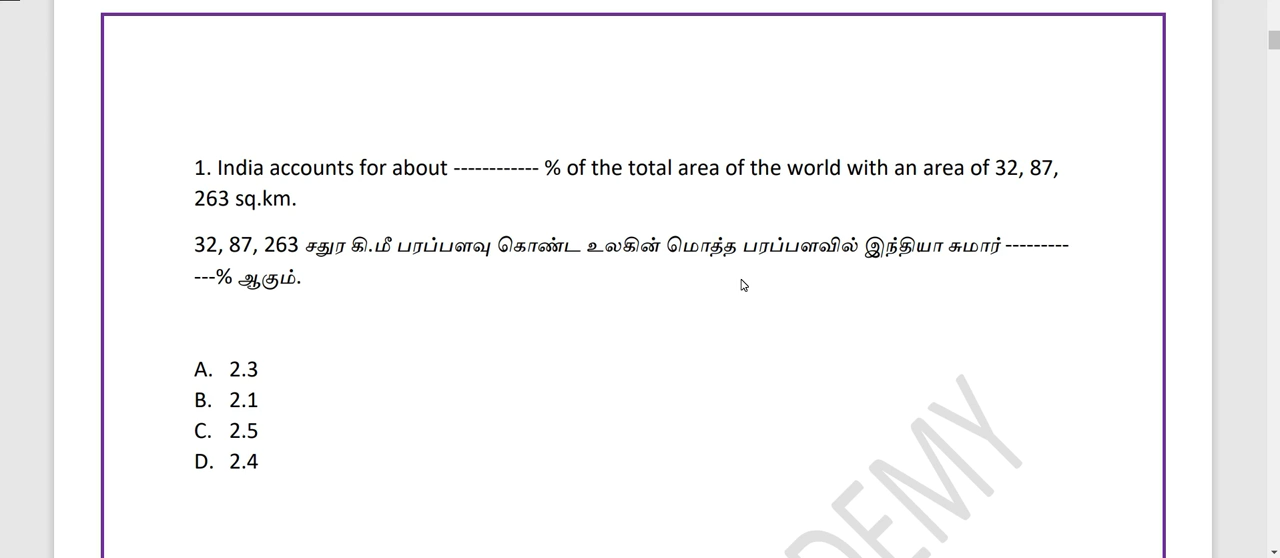 1. India accounts for about ------------ % of the total area of the world with an area of 32, 87,
263 sq.km.
32, 87, 263 சதுர கி.மீ பரப்பளவு கொண்ட உலகின் மொத்த பரப்பளவில் இந்தியா சுமார் ---------
---% ஆகும்.
A. 2.3
B. 2.1
C. 2.5
D. 2.4
DEMY